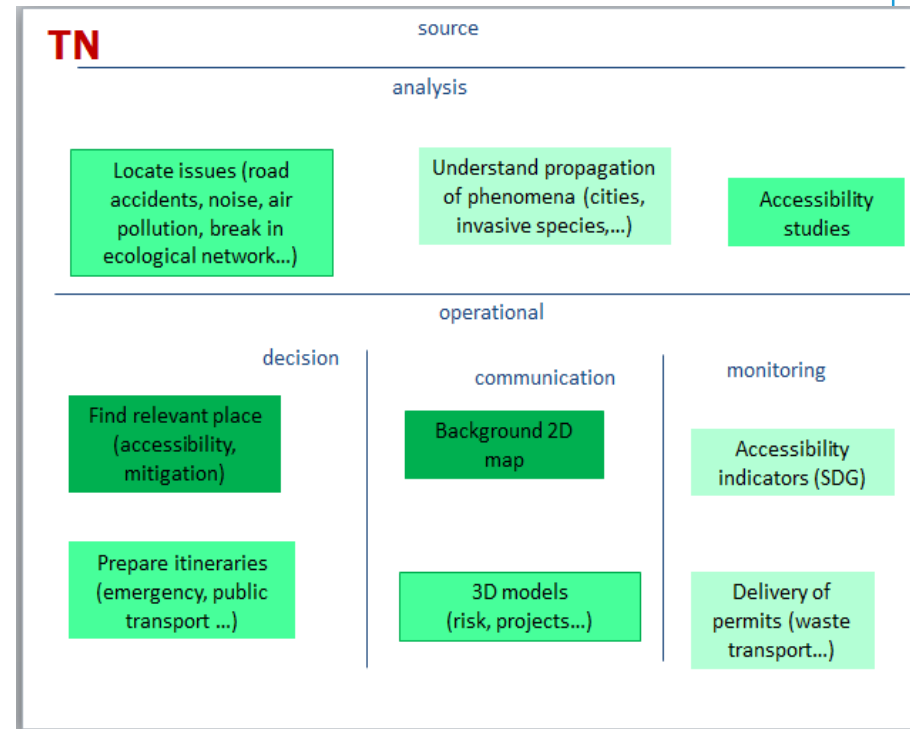 TN
source
analysis
Locate issues (road
accidents, noise, air
pollution, break in
ecological network...)
Understand propagation
of phenomena (cities,
invasive species,...)
Accessibility
studies
operational
decision
communication
monitoring
Find relevant place
(accessibility,
mitigation)
Background 2D
map
Accessibility
indicators (SDG)
Prepare itineraries
(emergency, public
transport ...)
3D models
(risk, projects...)
Delivery of
permits (waste
transport...)